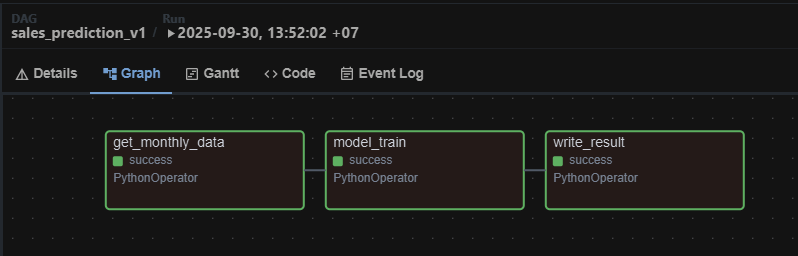 DAG
Run
sales_prediction_v1 / 2025-09-30, 13:52:02 +07
Details
Graph
Gantt
Code
Event Log
get_monthly_data
success
PythonOperator
model_train
success
PythonOperator
write_result
success
PythonOperator